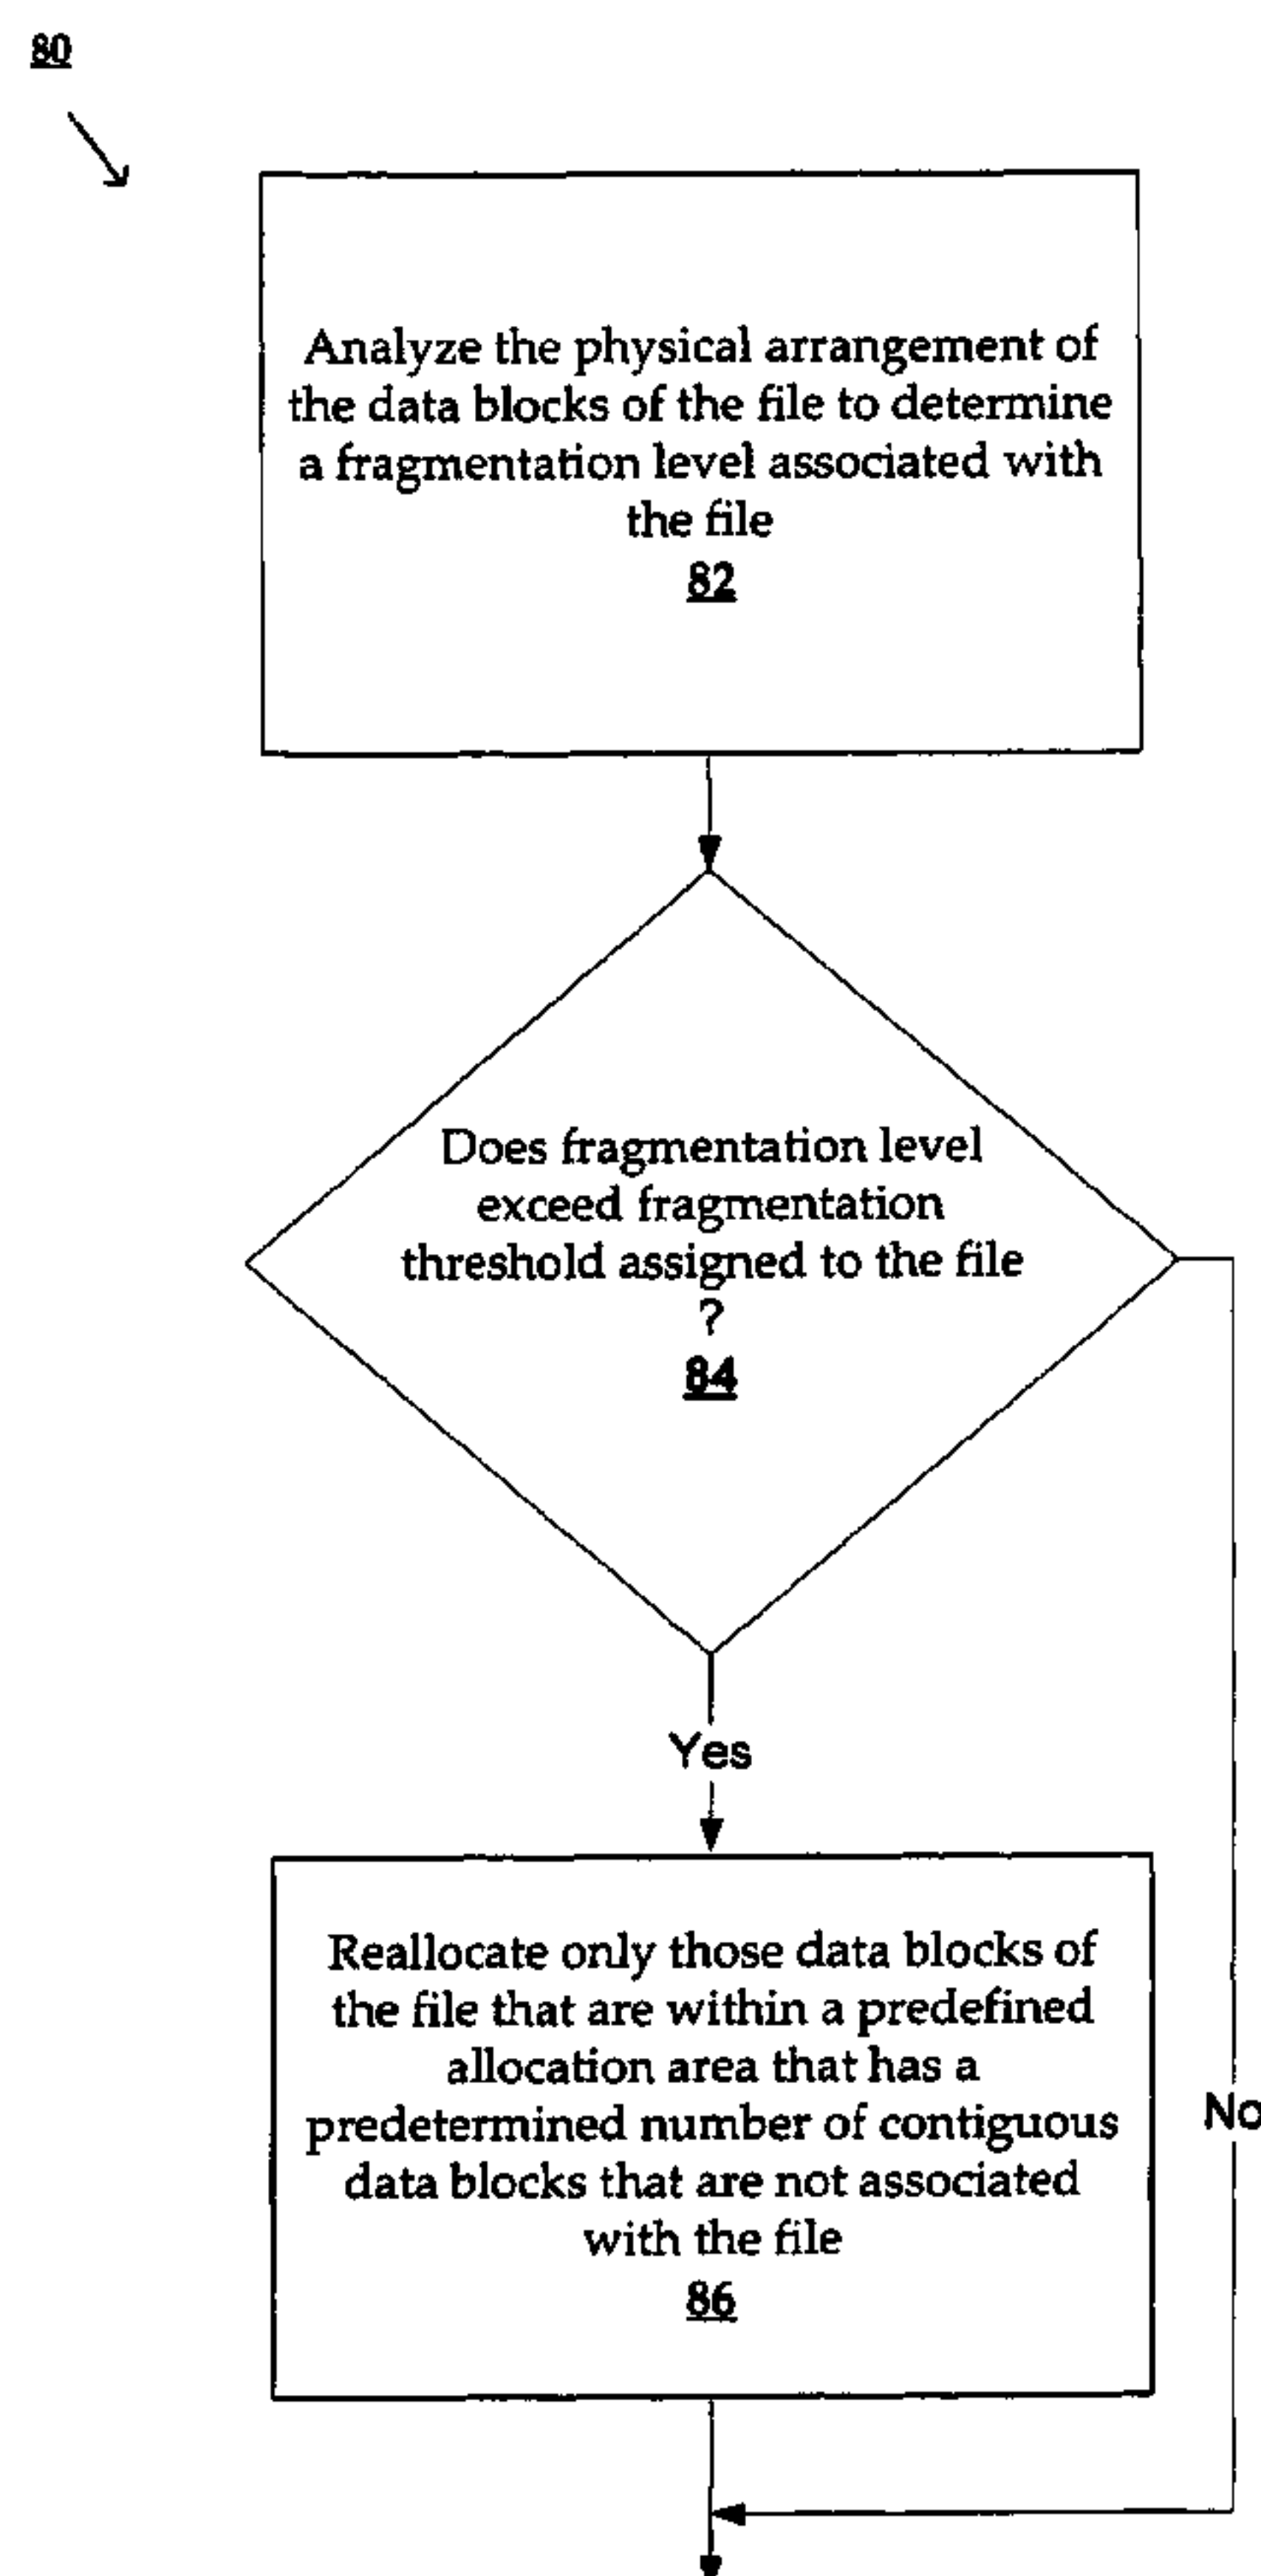 80
Analyze the physical arrangement of
the data blocks of the file to determine
a fragmentation level associated with
the file
82
Does fragmentation level
exceed fragmentation
threshold assigned to the file
?
84
Yes
Reallocate only those data blocks of
the file that are within a predefined
allocation area that has a
predetermined number of contiguous
data blocks that are not associated
with the file
86
No